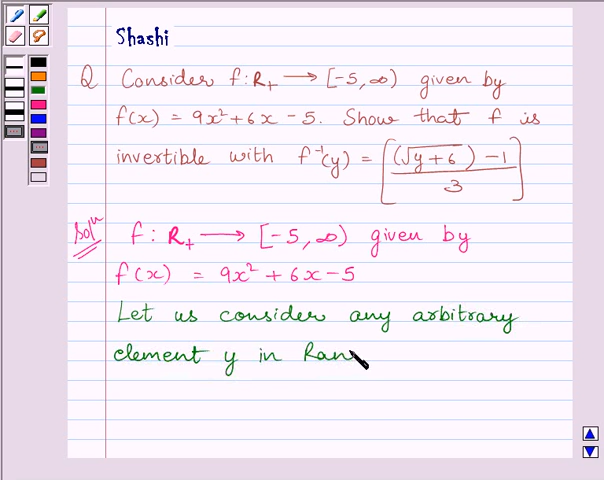 Shashi
Q Consider f: R₊ → [-5, ∞) given by
f(x) = 9x² + 6x - 5. Show that f is
invertible with f⁻¹(y) = [((√y+6) - 1)/3]
Solⁿ f: R₊ → [-5, ∞) given by
f(x) = 9x² + 6x - 5
Let us consider any arbitrary
element y in Ran